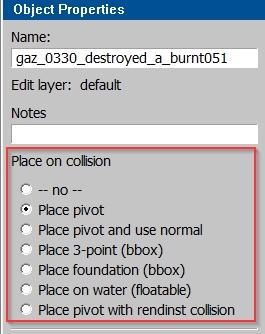 Object Properties
Name:
gaz_0330_destroyed_a_burnt051
Edit layer: default
Notes
Place on collision
-- no --
Place pivot
Place pivot and use normal
Place 3-point (bbox)
Place foundation (bbox)
Place on water (floatable)
Place pivot with rendinst collision